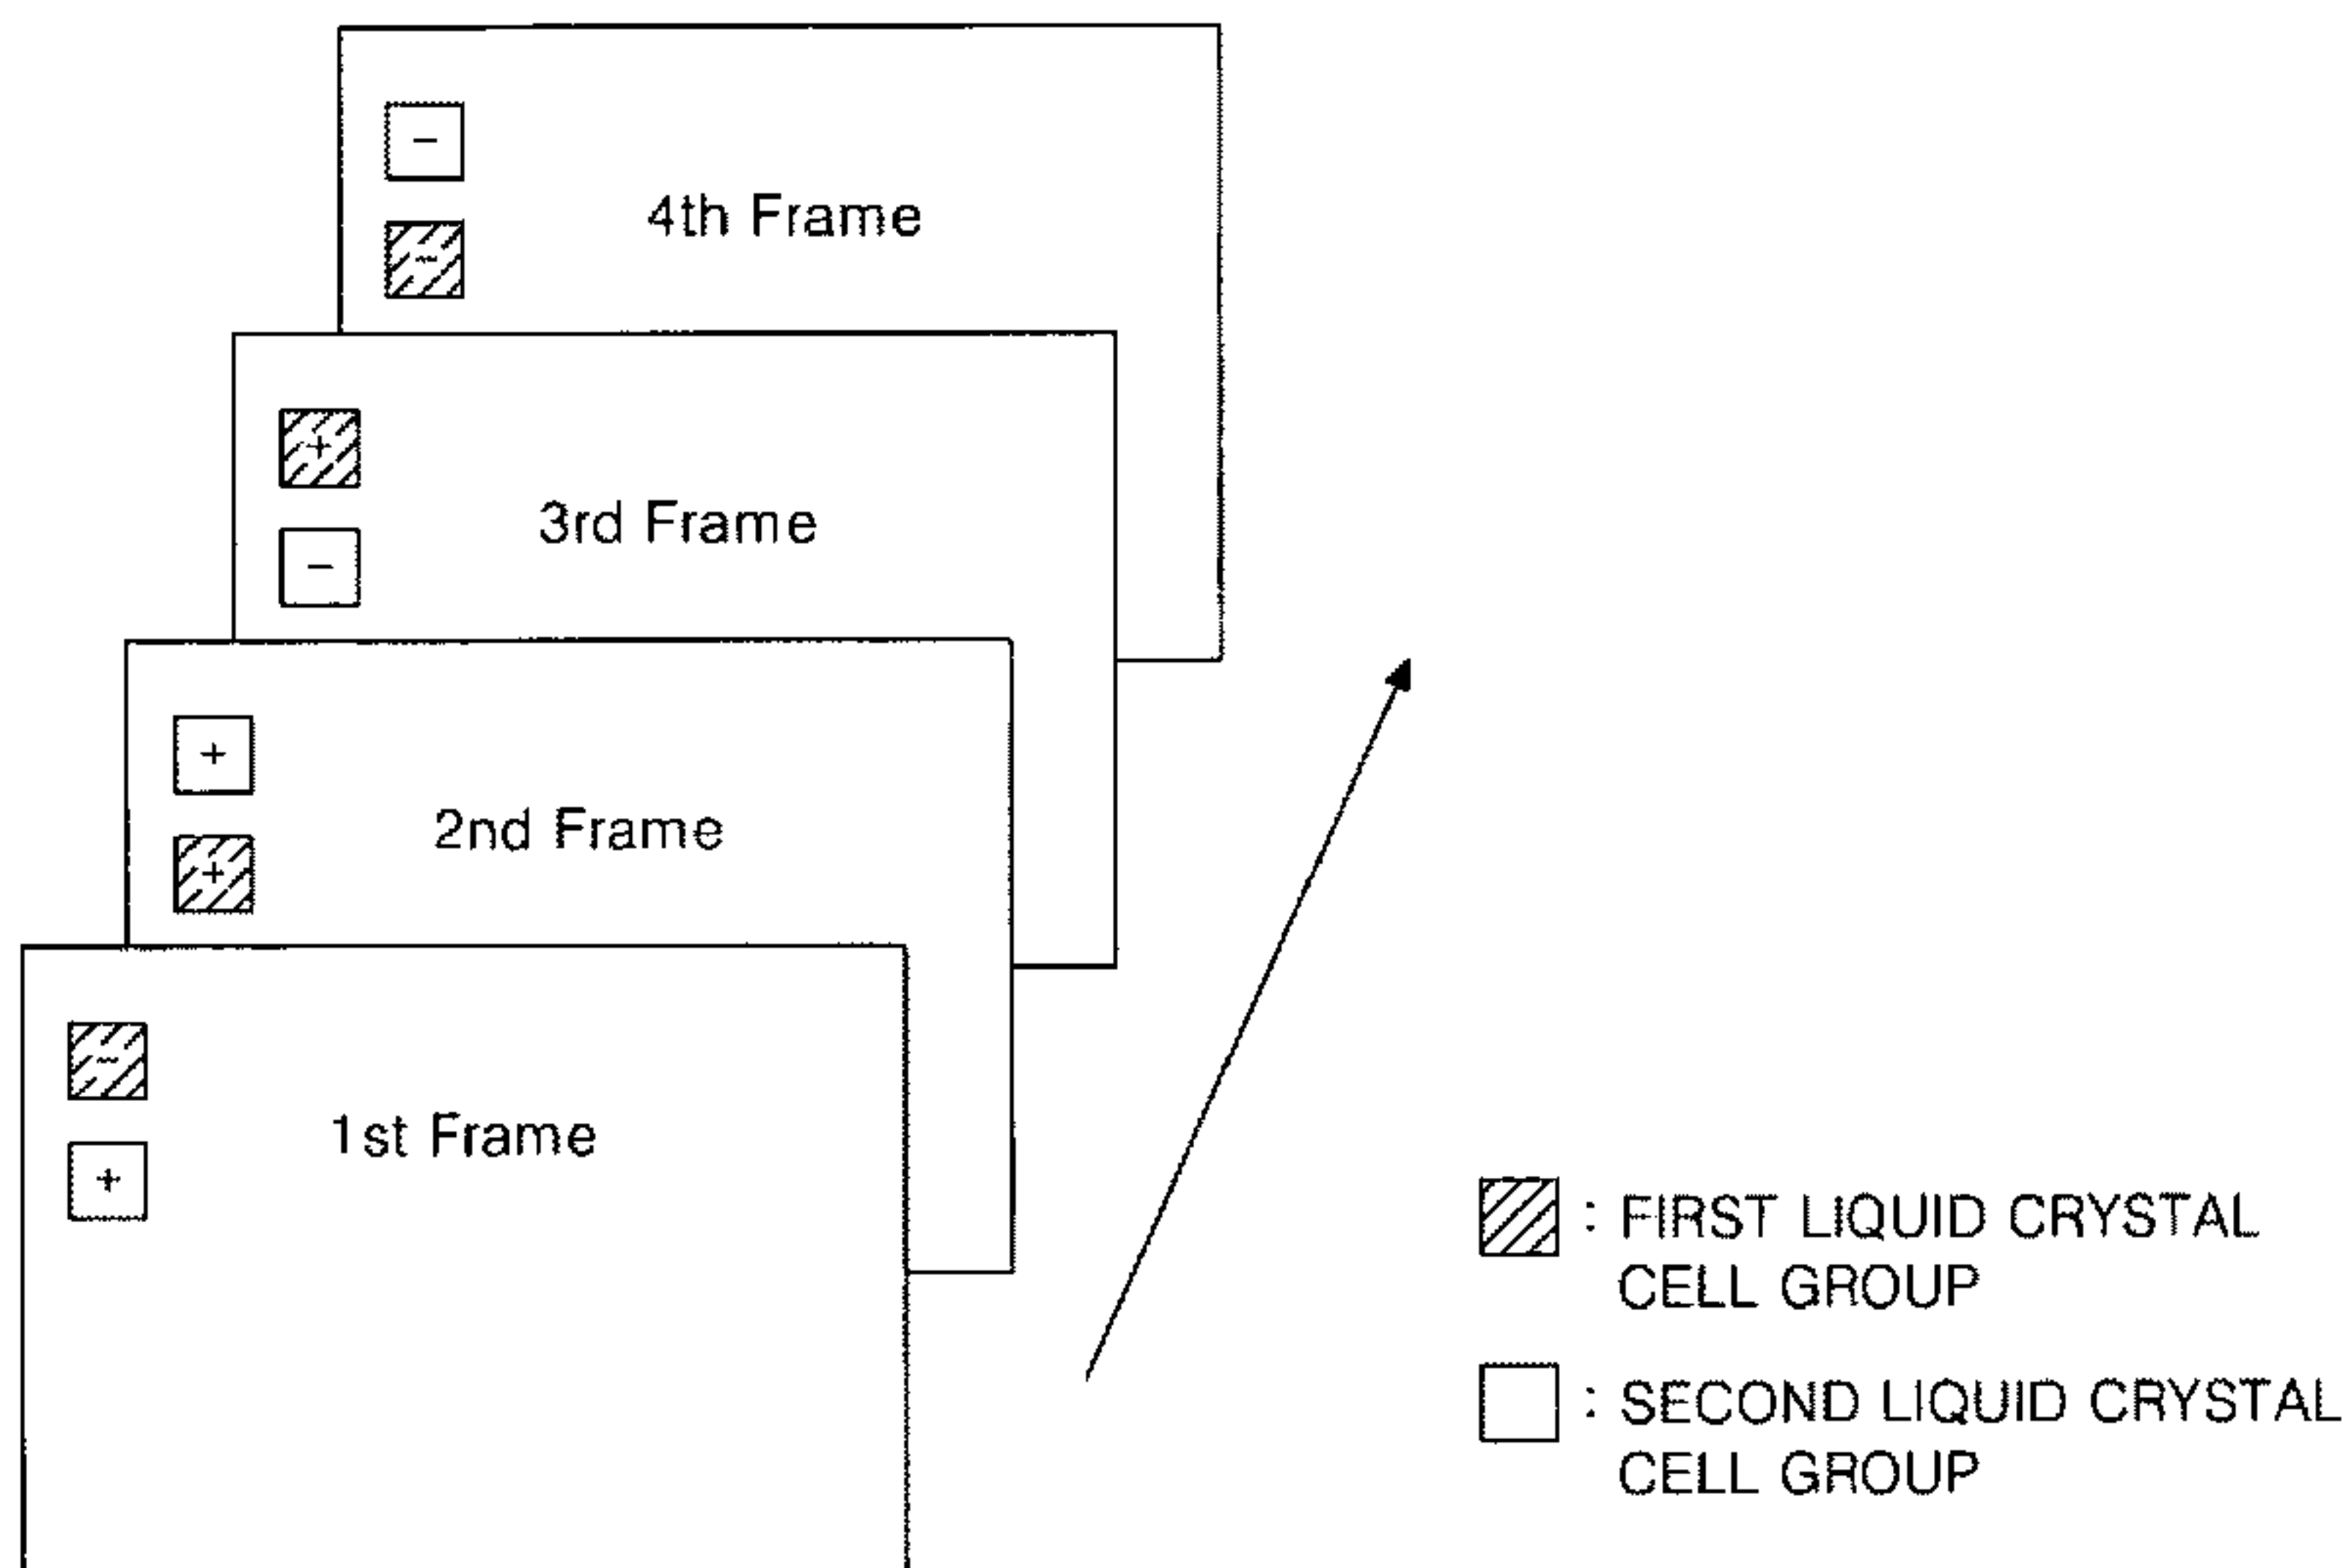 -
4th Frame
-
+
3rd Frame
-
+
2nd Frame
+
-
1st Frame
+
: FIRST LIQUID CRYSTAL
CELL GROUP
: SECOND LIQUID CRYSTAL
CELL GROUP